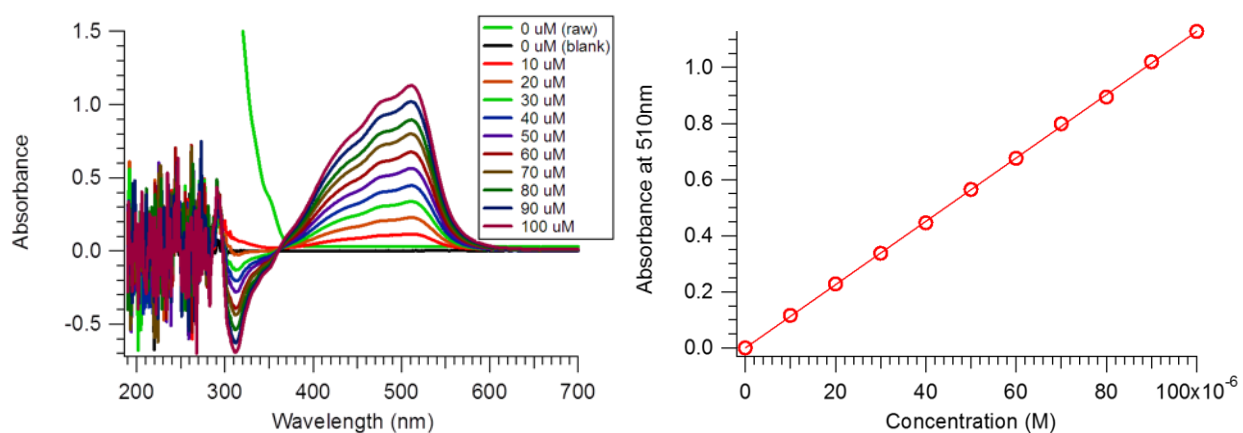 1.5
1.0
0.5
0.0
-0.5
Absorbance
200
300
400
500
600
700
Wavelength (nm)
0 uM (raw)
0 uM (blank)
10 uM
20 uM
30 uM
40 uM
50 uM
60 uM
70 uM
80 uM
90 uM
100 uM
1.0
0.8
0.6
0.4
0.2
0.0
Absorbance at 510nm
0
20
40
60
80
100x10⁻⁶
Concentration (M)